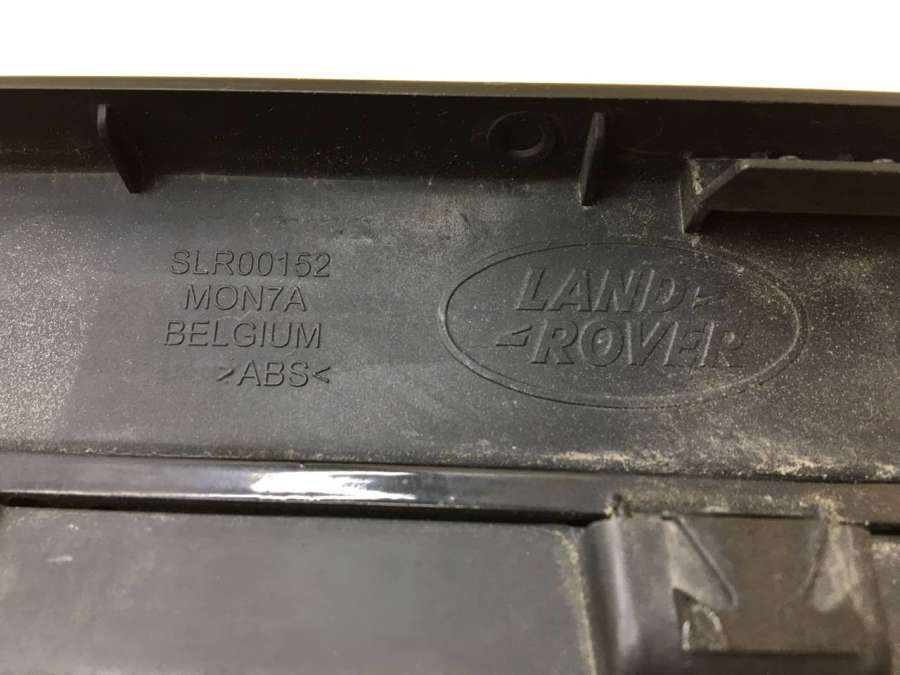 SLR00152
MON7A
BELGIUM
>ABS<
LAND
ROVER